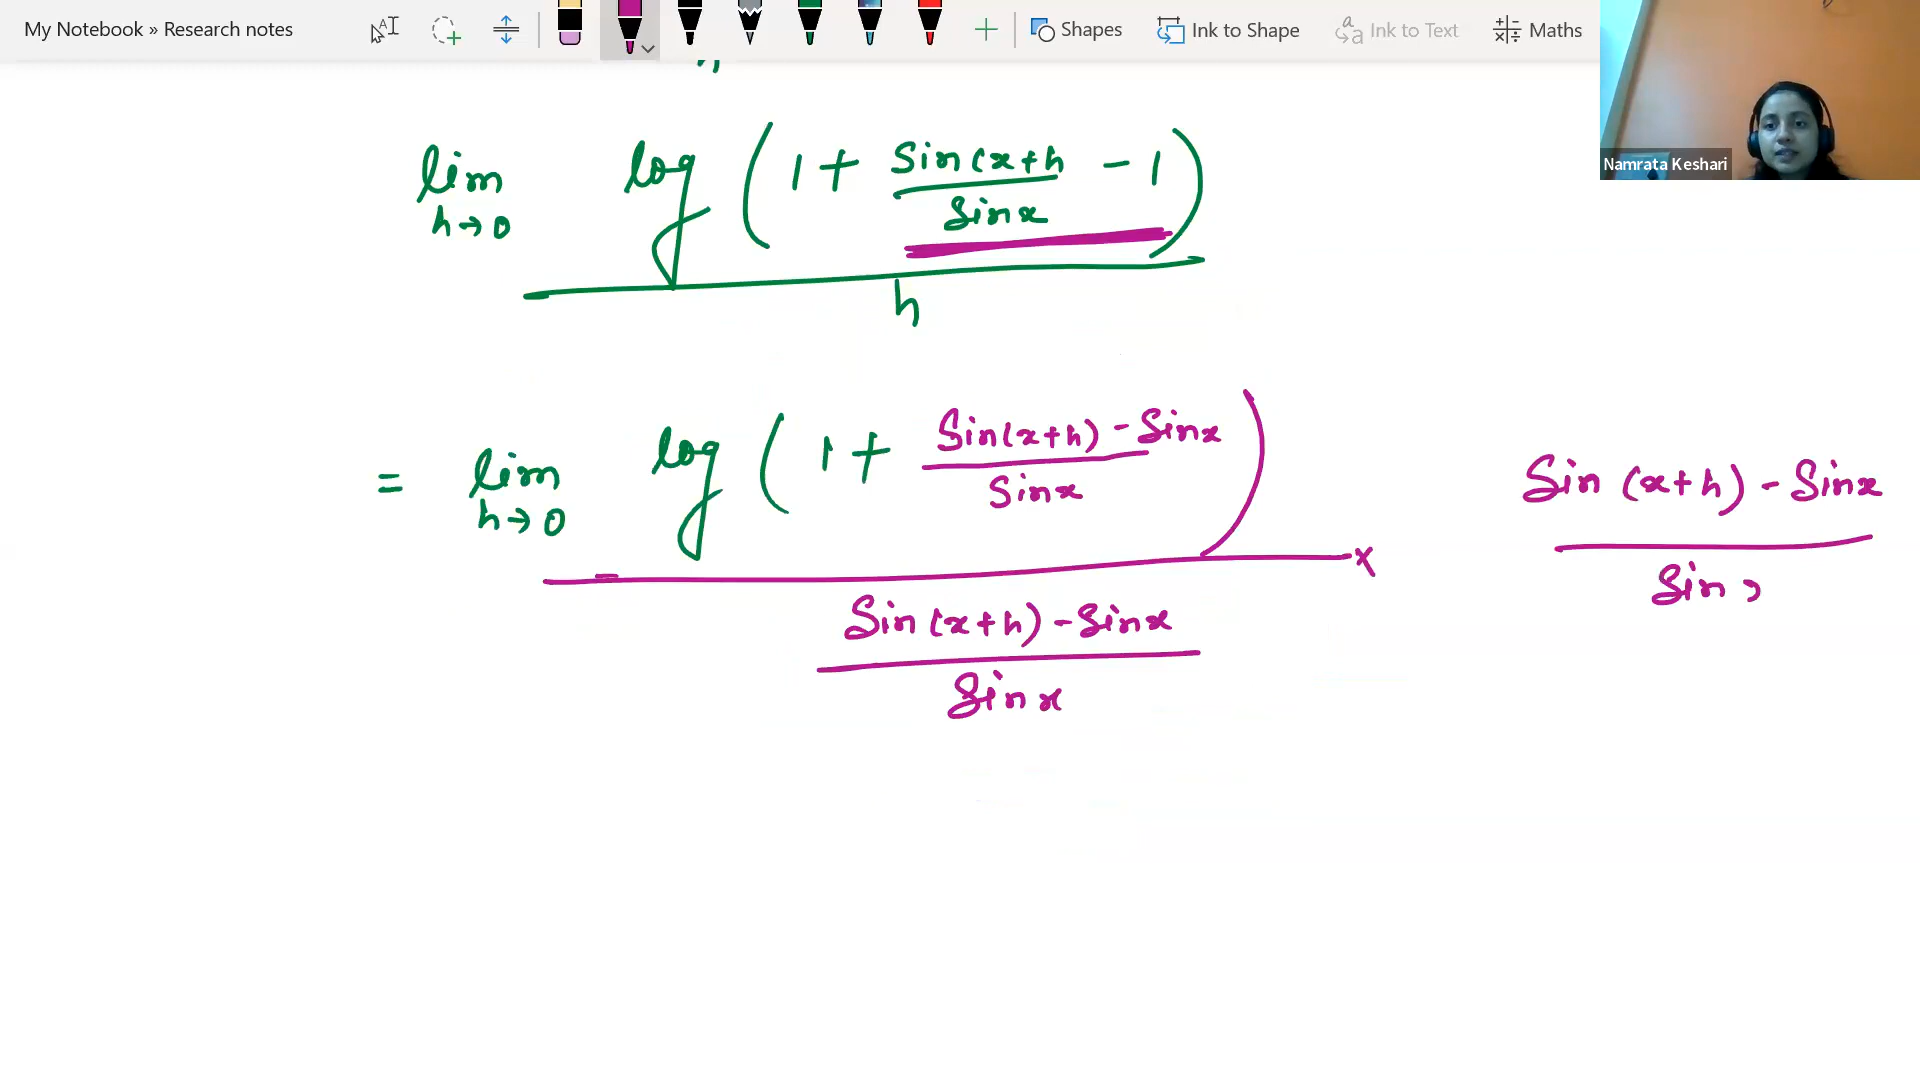 My Notebook » Research notes
Shapes Ink to Shape Ink to Text Maths
Namrata Keshari
lim h→0 log (1 + Sin(x+h / Sinx - 1)
h
= lim h→0 log (1 + Sin(x+h) - Sinx / Sinx) x Sin (x+h) - Sinx
Sin
Sin(x+h) - Sinx
Sinx